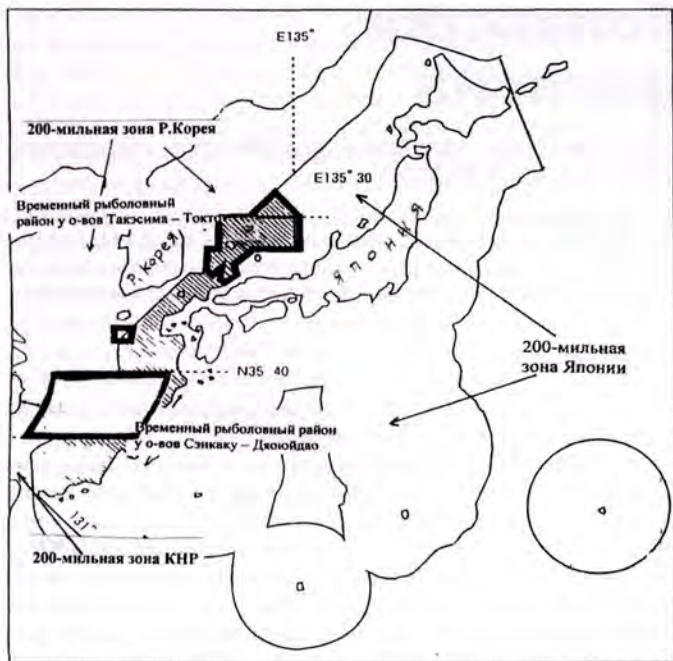 E135°
200-мильная зона Р.Корея
E135° 30
Временный рыболовный
район у о-вов Такэсима – Токто
Р. Корея
Япония
200-мильная
зона Японии
N35 40
Временный рыболовный район
у о-вов Сэнкаку – Дяоюйдао
131°
200-мильная зона КНР